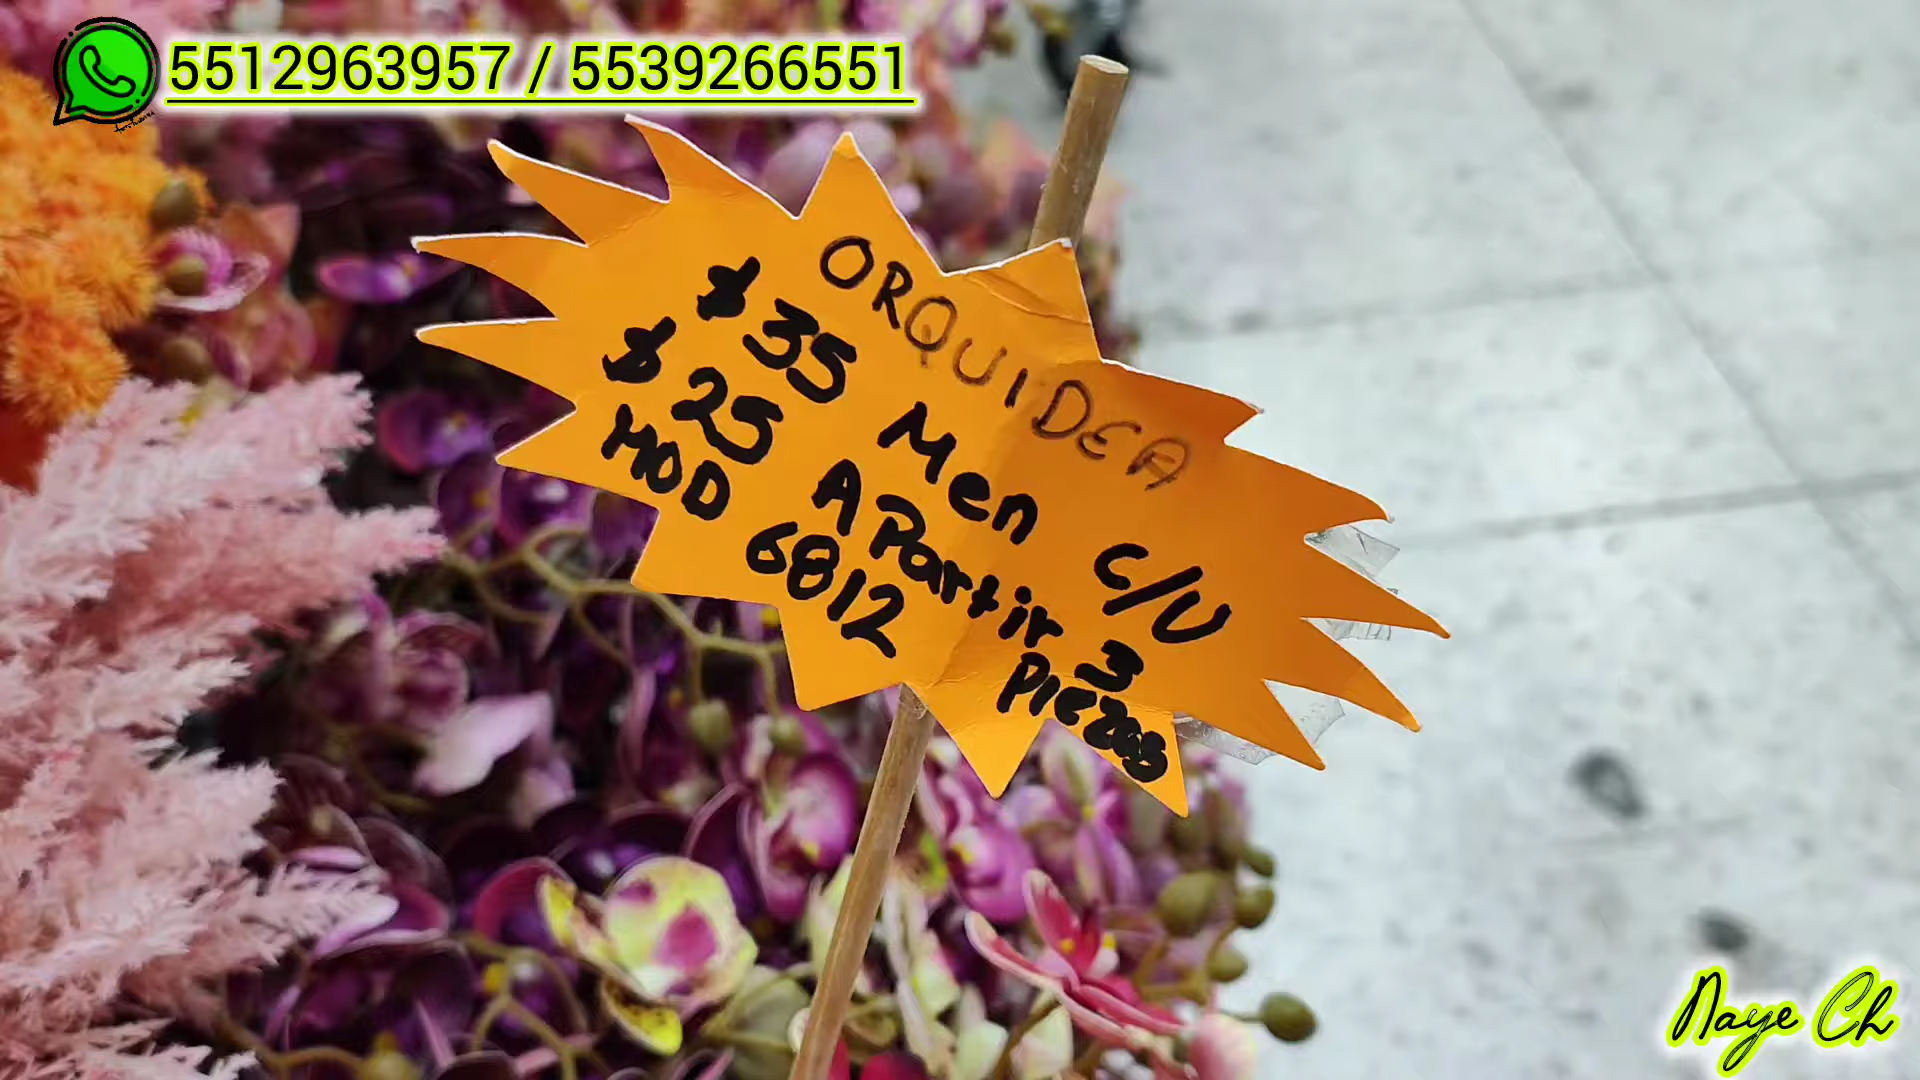 5512963957 / 5539266551
ORQUIDEA
$ 35 Men C/U
$ 25 A Partir 3
Piezas
MOD 6812
Naye Ch